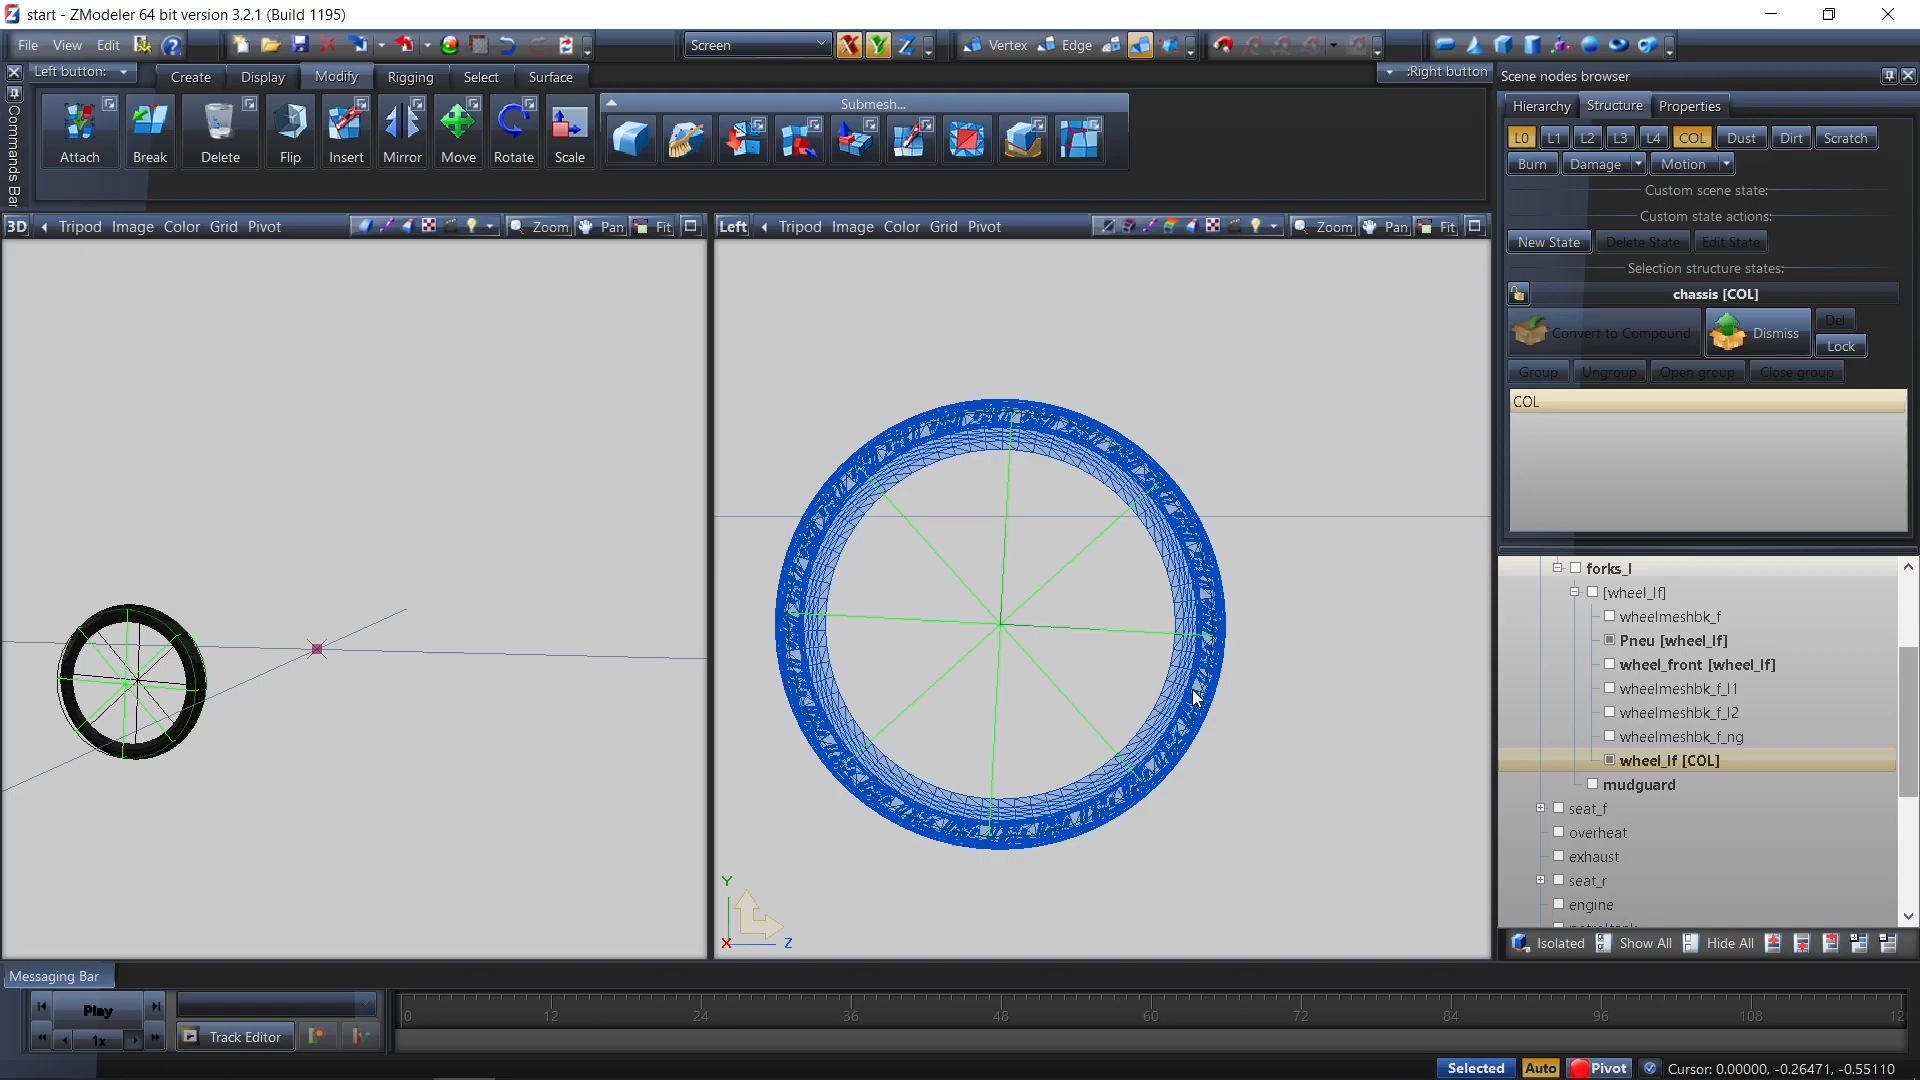 start - ZModeler 64 bit version 3.2.1 (Build 1195)
File View Edit
Screen
Vertex Edge
Left button:
Create Display Modify Rigging Select Surface
:Right button
Scene nodes browser
Commands Bar
Submesh...
Attach Break Delete Flip Insert Mirror Move Rotate Scale
Hierarchy Structure Properties
L0 L1 L2 L3 L4 COL Dust Dirt Scratch
Burn Damage Motion
Custom scene state:
Custom state actions:
New State Delete State Edit State
Selection structure states:
chassis [COL]
Convert to Compound Dismiss Del
Lock
Group Ungroup Open group Close group
COL
3D Tripod Image Color Grid Pivot Zoom Pan Fit
Left Tripod Image Color Grid Pivot Zoom Pan Fit
forks_l
[wheel_lf]
wheelmeshbk_f
Pneu [wheel_lf]
wheel_front [wheel_lf]
wheelmeshbk_f_l1
wheelmeshbk_f_l2
wheelmeshbk_f_ng
wheel_lf [COL]
mudguard
seat_f
overheat
exhaust
seat_r
engine
Y
X Z
Isolated Show All Hide All
Messaging Bar
Play
1x
Track Editor
0 12 24 36 48 60 72 84 96 108 12
Selected Auto Pivot Cursor: 0.00000, -0.26471, -0.55110